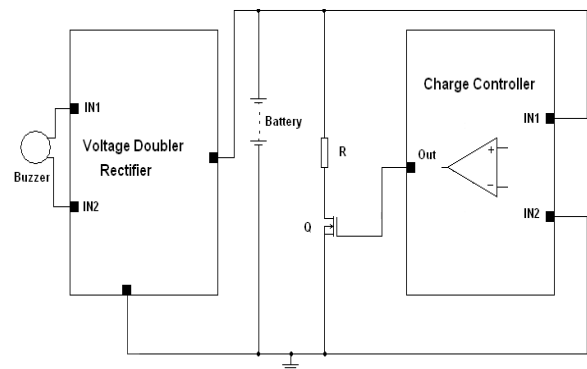 IN1
Voltage Doubler
Rectifier
Buzzer
IN2
Battery
R
Q
Charge Controller
IN1
Out
+
−
IN2